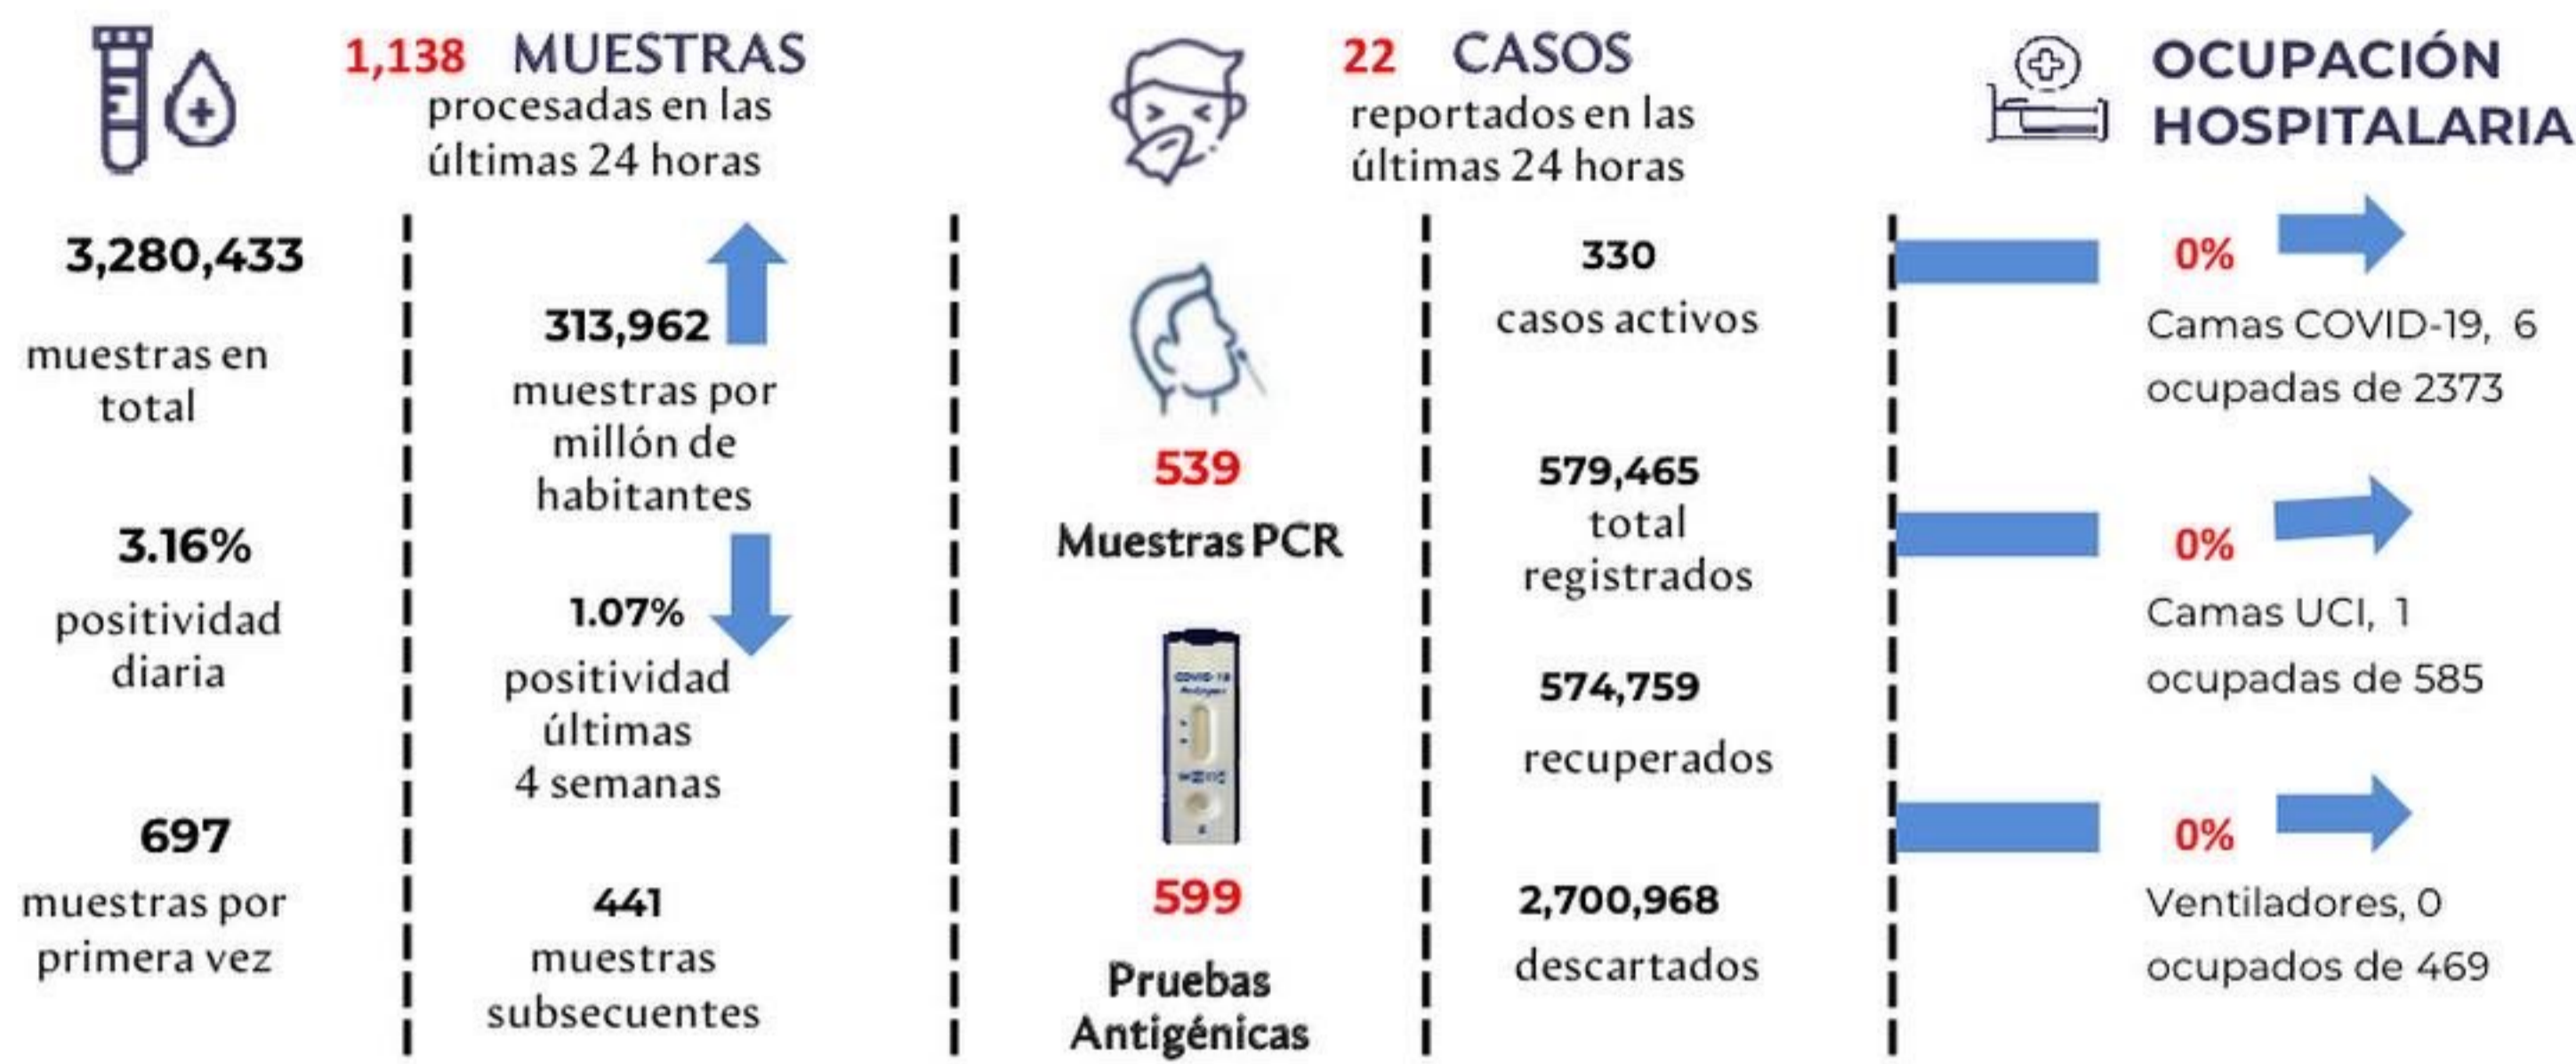 1,138 MUESTRAS
procesadas en las
últimas 24 horas
3,280,433
muestras en
total
3.16%
positividad
diaria
697
muestras por
primera vez
313,962
muestras por
millón de
habitantes
1.07%
positividad
últimas
4 semanas
441
muestras
subsecuentes
22 CASOS
reportados en las
últimas 24 horas
539
Muestras PCR
COVID-19
599
Pruebas
Antigénicas
330
casos activos
579,465
total
registrados
574,759
recuperados
2,700,968
descartados
OCUPACIÓN
HOSPITALARIA
0%
Camas COVID-19, 6
ocupadas de 2373
0%
Camas UCI, 1
ocupadas de 585
0%
Ventiladores, 0
ocupados de 469